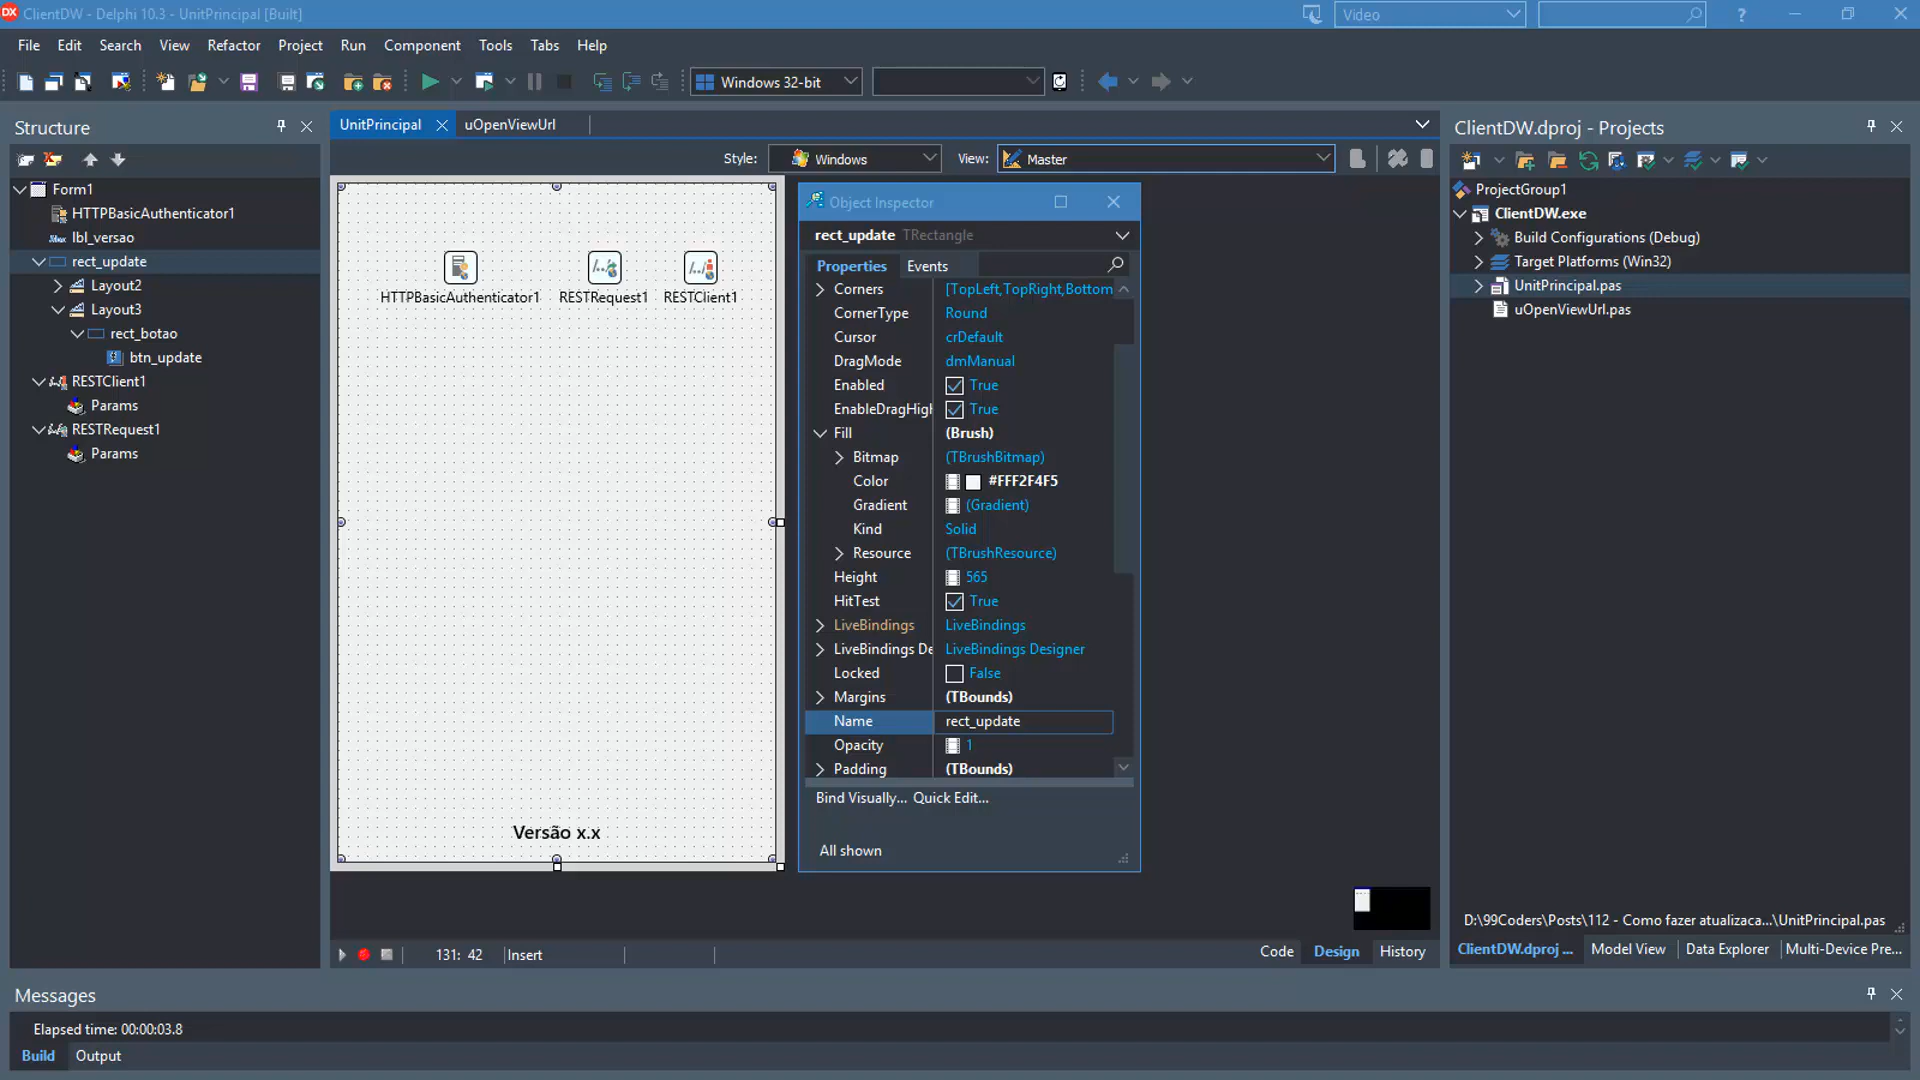 ClientDW - Delphi 10.3 - UnitPrincipal [Built]
Video
File Edit Search View Refactor Project Run Component Tools Tabs Help
Windows 32-bit
Structure
Form1
HTTPBasicAuthenticator1
lbl_versao
rect_update
Layout2
Layout3
rect_botao
btn_update
RESTClient1
Params
RESTRequest1
Params
UnitPrincipal uOpenViewUrl
Style: Windows View: Master
HTTPBasicAuthenticator1 RESTRequest1 RESTClient1
Versão x.x
Object Inspector
rect_update TRectangle
Properties Events
Corners [TopLeft,TopRight,Bottom
CornerType Round
Cursor crDefault
DragMode dmManual
Enabled True
EnableDragHigh True
Fill (Brush)
Bitmap (TBrushBitmap)
Color #FFF2F4F5
Gradient (Gradient)
Kind Solid
Resource (TBrushResource)
Height 565
HitTest True
LiveBindings LiveBindings
LiveBindings De LiveBindings Designer
Locked False
Margins (TBounds)
Name rect_update
Opacity 1
Padding (TBounds)
Bind Visually... Quick Edit...
All shown
131: 42 Insert
Code Design History
ClientDW.dproj - Projects
ProjectGroup1
ClientDW.exe
Build Configurations (Debug)
Target Platforms (Win32)
UnitPrincipal.pas
uOpenViewUrl.pas
D:\99Coders\Posts\112 - Como fazer atualizaca...\UnitPrincipal.pas
ClientDW.dproj ... Model View Data Explorer Multi-Device Pre...
Messages
Elapsed time: 00:00:03.8
Build Output